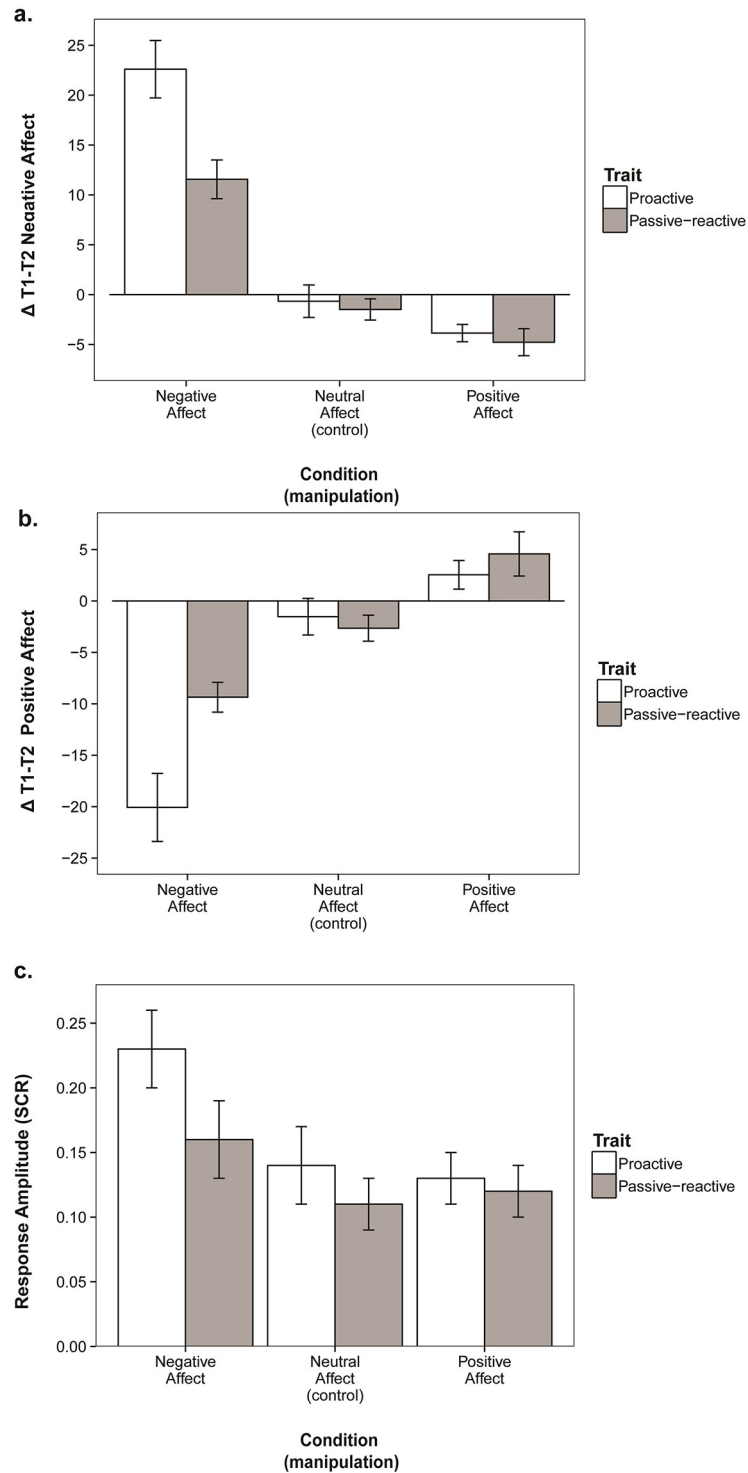 a.
25
20
15
10
5
0
−5
Δ T1-T2 Negative Affect
Negative
Affect
Neutral
Affect
(control)
Positive
Affect
Condition
(manipulation)
Trait
Proactive
Passive−reactive
b.
5
0
−5
−10
−15
−20
−25
Δ T1-T2 Positive Affect
Negative
Affect
Neutral
Affect
(control)
Positive
Affect
Trait
Proactive
Passive−reactive
c.
0.25
0.20
0.15
0.10
0.05
0.00
Response Amplitude (SCR)
Negative
Affect
Neutral
Affect
(control)
Positive
Affect
Condition
(manipulation)
Trait
Proactive
Passive−reactive